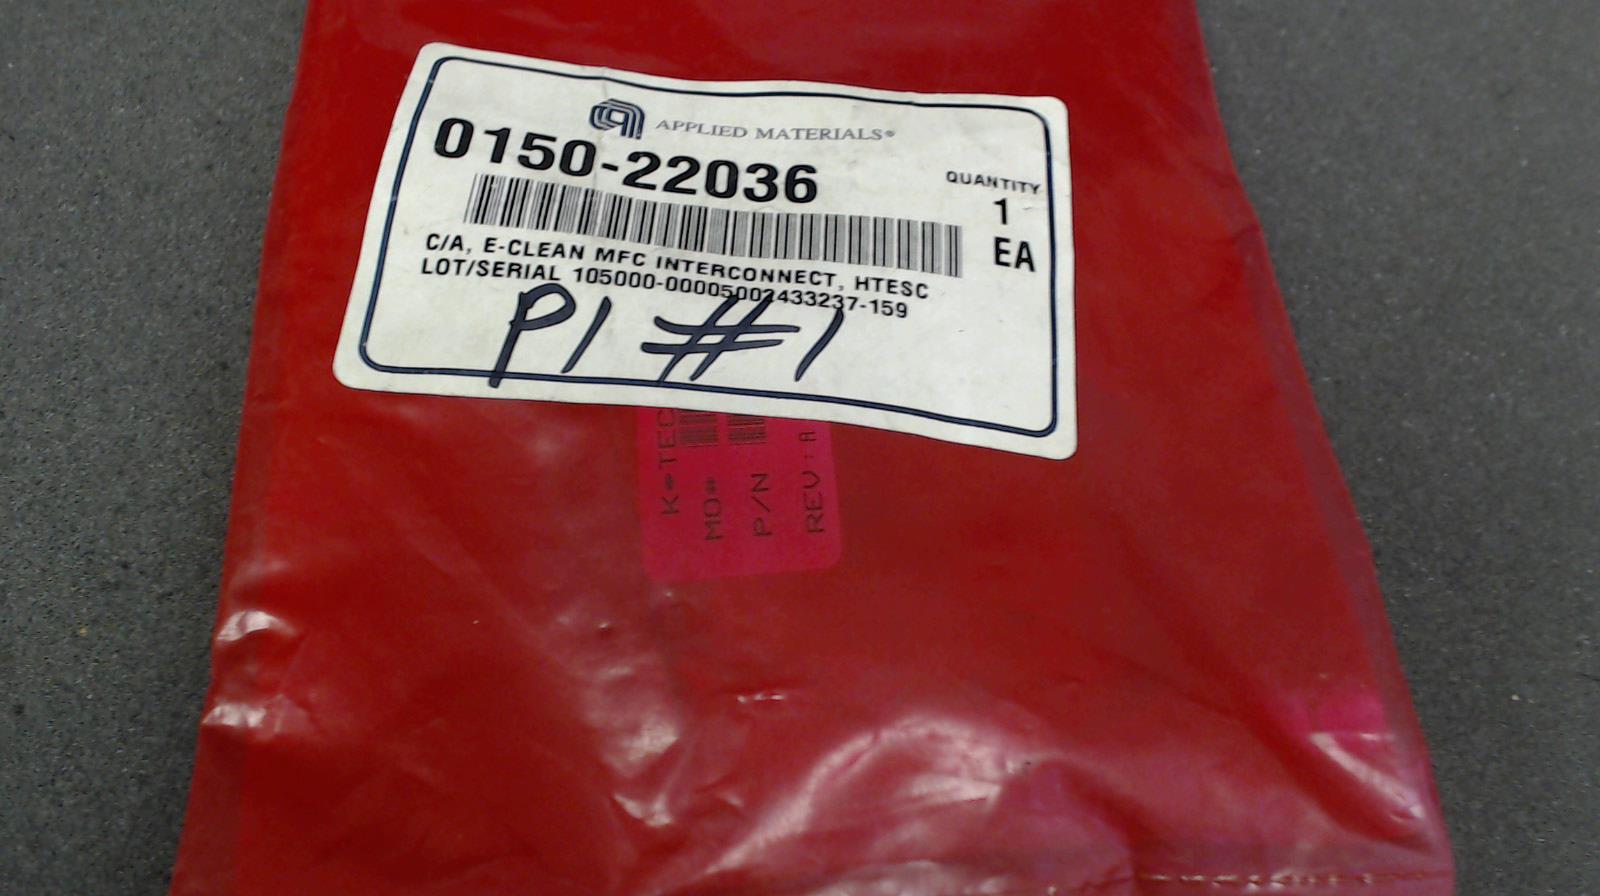 APPLIED MATERIALS®
0150-22036
QUANTITY
1
EA
C/A, E-CLEAN MFC INTERCONNECT, HTESC
LOT/SERIAL 105000-00005002433237-159
P1 #1
K*TEC
MO#
P/N
REV: A